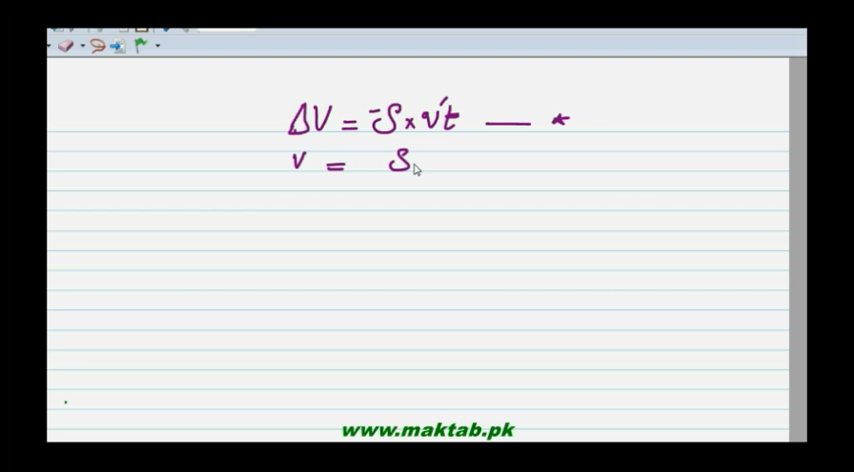 ΔV = -S × v't — *
v = S
www.maktab.pk